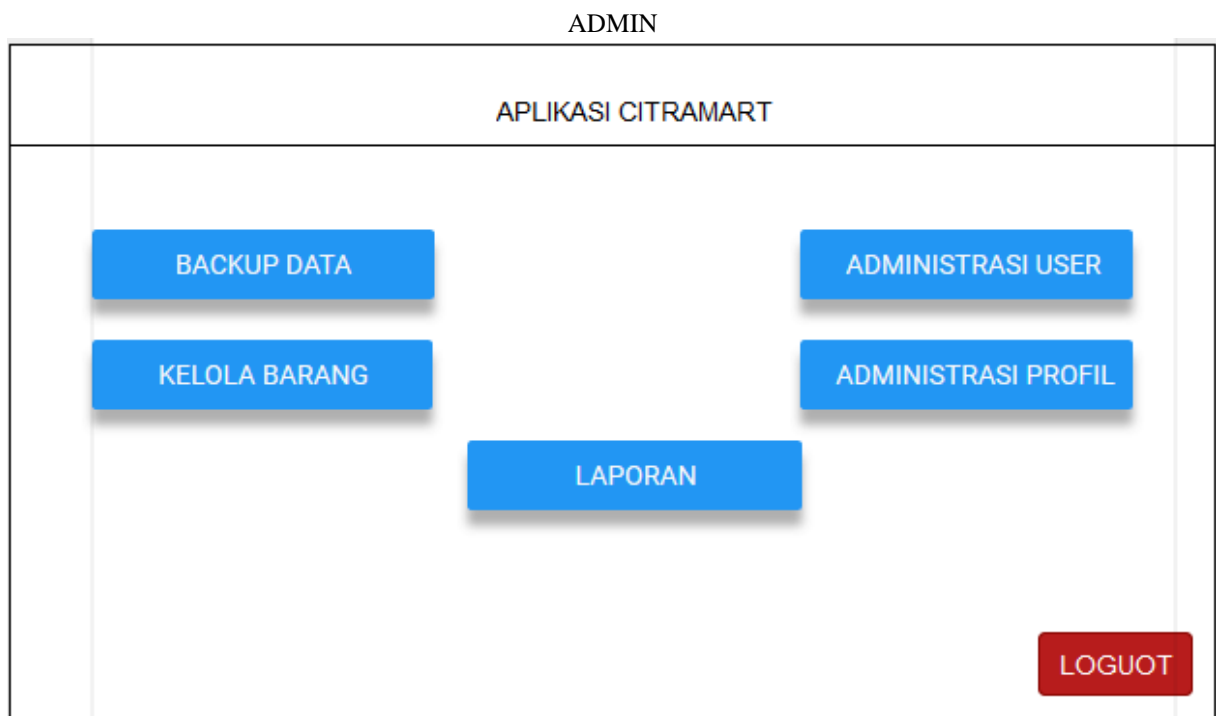 ADMIN
APLIKASI CITRAMART
BACKUP DATA
ADMINISTRASI USER
KELOLA BARANG
ADMINISTRASI PROFIL
LAPORAN
LOGUOT